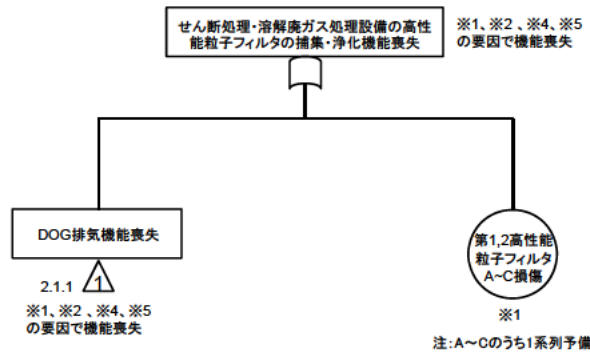 せん断処理・溶解廃ガス処理設備の高性
能粒子フィルタの捕集・浄化機能喪失
※1、※2 、※4、※5
の要因で機能喪失
DOG排気機能喪失
2.1.1
1
※1、※2 、※4、※5
の要因で機能喪失
第1,2高性能
粒子フィルタ
A~C損傷
※1
注:A~Cのうち1系列予備